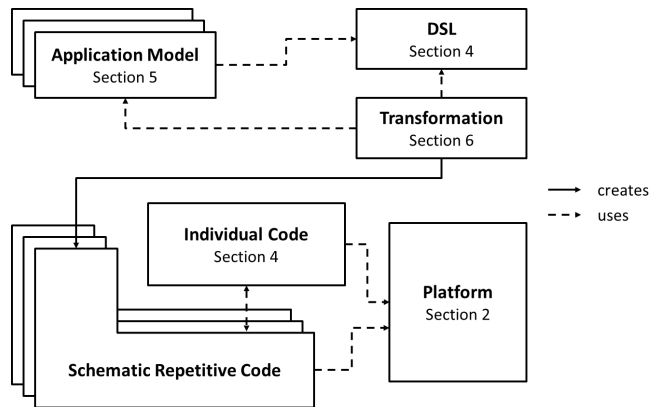 Application Model
Section 5
DSL
Section 4
Transformation
Section 6
creates
uses
Individual Code
Section 4
Platform
Section 2
Schematic Repetitive Code